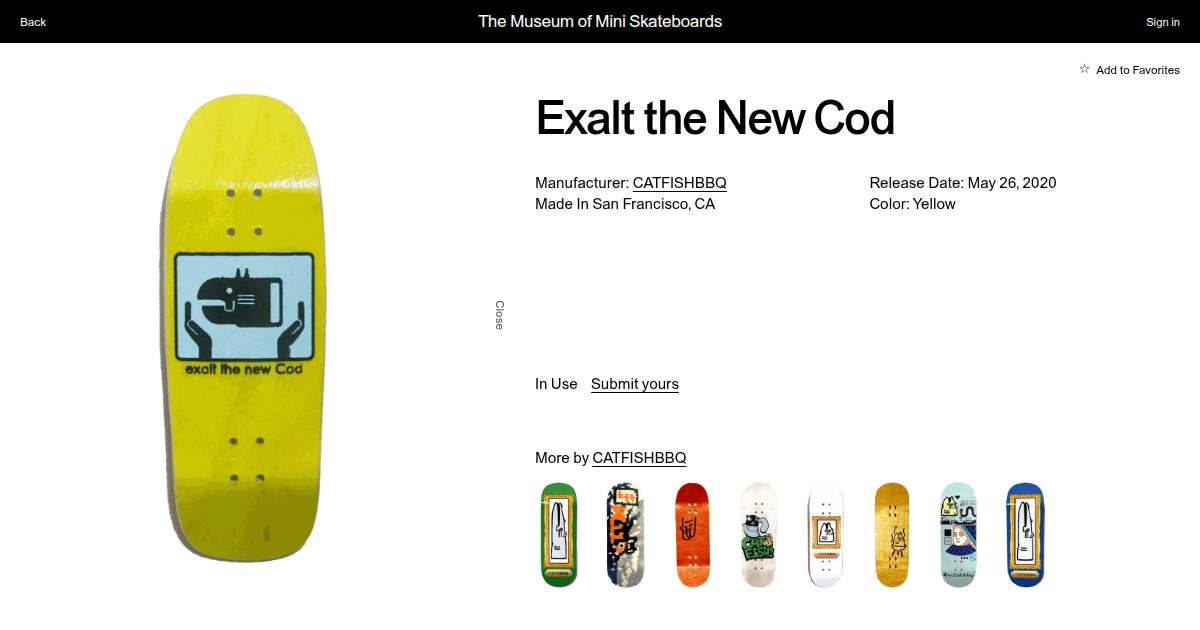 Back
The Museum of Mini Skateboards
Sign in
☆ Add to Favorites
Exalt the New Cod
Manufacturer: CATFISHBBQ
Made In San Francisco, CA
Release Date: May 26, 2020
Color: Yellow
exalt the new Cod
Close
In Use Submit yours
More by CATFISHBBQ